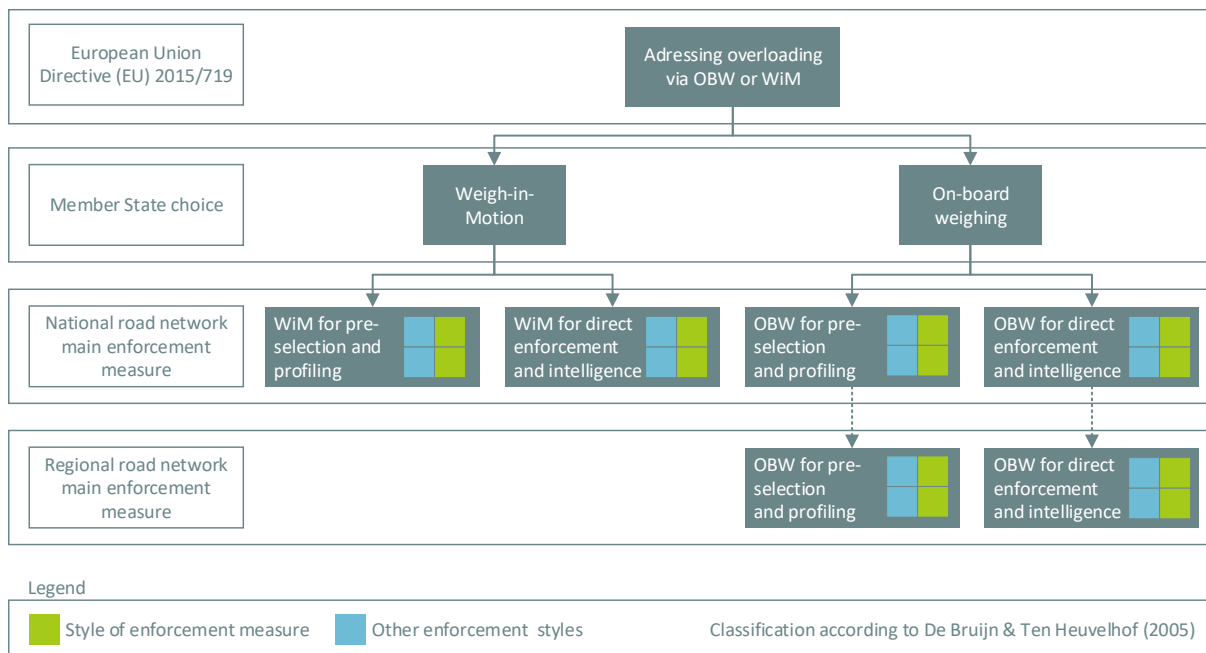 European Union
Directive (EU) 2015/719
Adressing overloading
via OBW or WiM
Member State choice
Weigh-in-
Motion
On-board
weighing
National road network
main enforcement
measure
WiM for pre-
selection and
profiling
WiM for direct
enforcement
and intelligence
OBW for pre-
selection
and profiling
OBW for direct
enforcement
and intelligence
Regional road network
main enforcement
measure
OBW for pre-
selection
and profiling
OBW for direct
enforcement
and intelligence
Legend
Style of enforcement measure
Other enforcement styles
Classification according to De Bruijn & Ten Heuvelhof (2005)